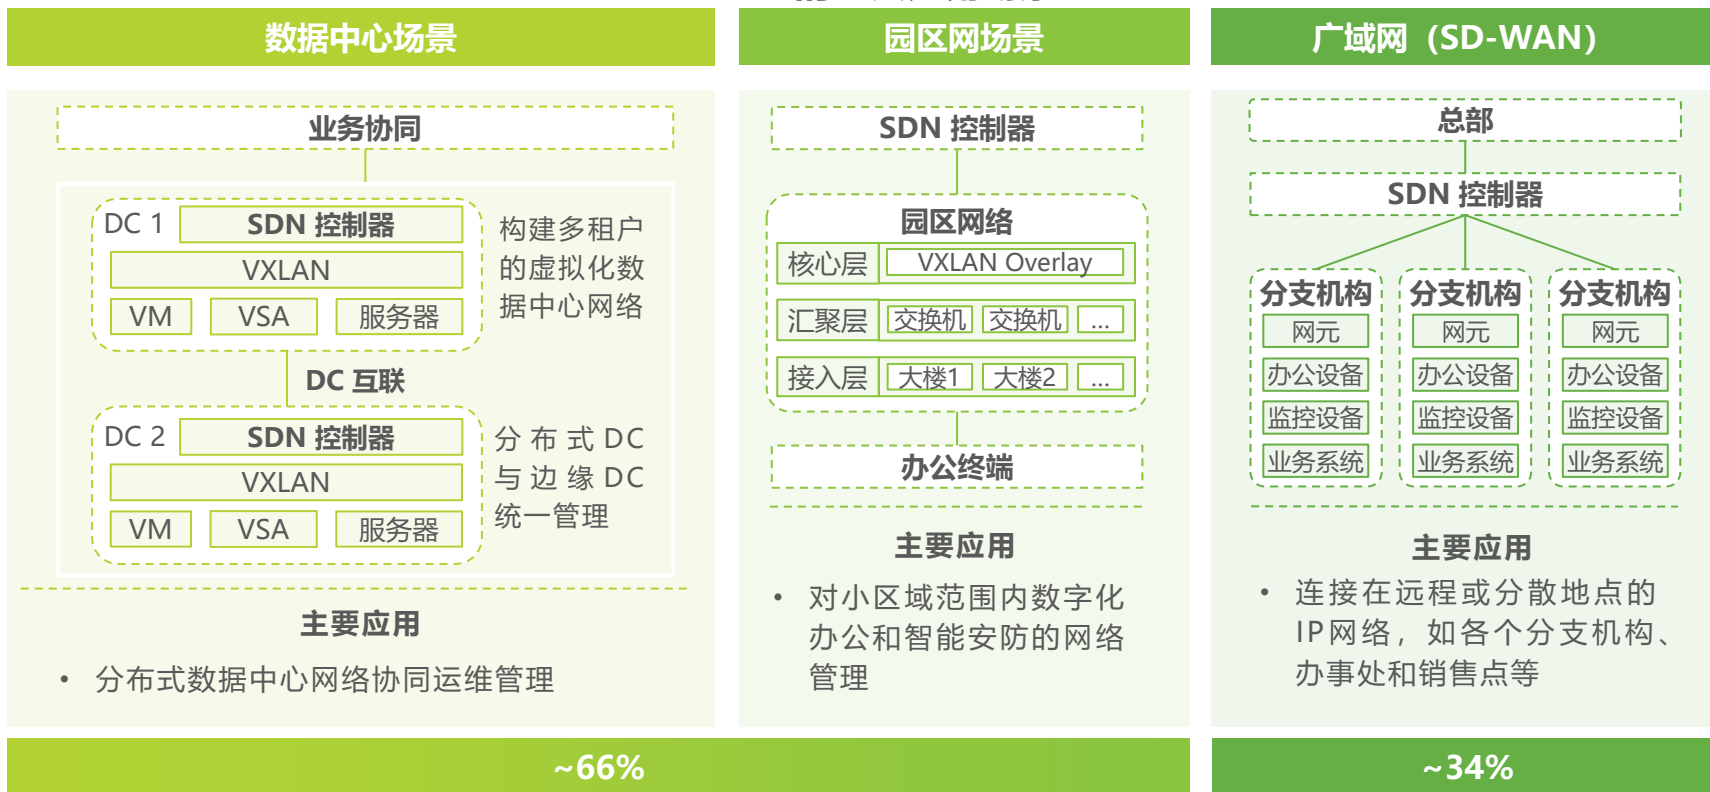 数据中心场景
业务协同
DC 1
SDN 控制器
VXLAN
VM
VSA
服务器
构建多租户
的虚拟化数
据中心网络
DC 互联
DC 2
SDN 控制器
VXLAN
VM
VSA
服务器
分布式DC
与边缘DC
统一管理
主要应用
• 分布式数据中心网络协同运维管理
园区网场景
SDN 控制器
园区网络
核心层
VXLAN Overlay
汇聚层
交换机
交换机
...
接入层
大楼1
大楼2
...
办公终端
主要应用
• 对小区域范围内数字化
办公和智能安防的网络
管理
~66%
广域网（SD-WAN）
总部
SDN 控制器
分支机构
网元
办公设备
监控设备
业务系统
分支机构
网元
办公设备
监控设备
业务系统
分支机构
网元
办公设备
监控设备
业务系统
主要应用
• 连接在远程或分散地点的
IP网络，如各个分支机构、
办事处和销售点等
~34%